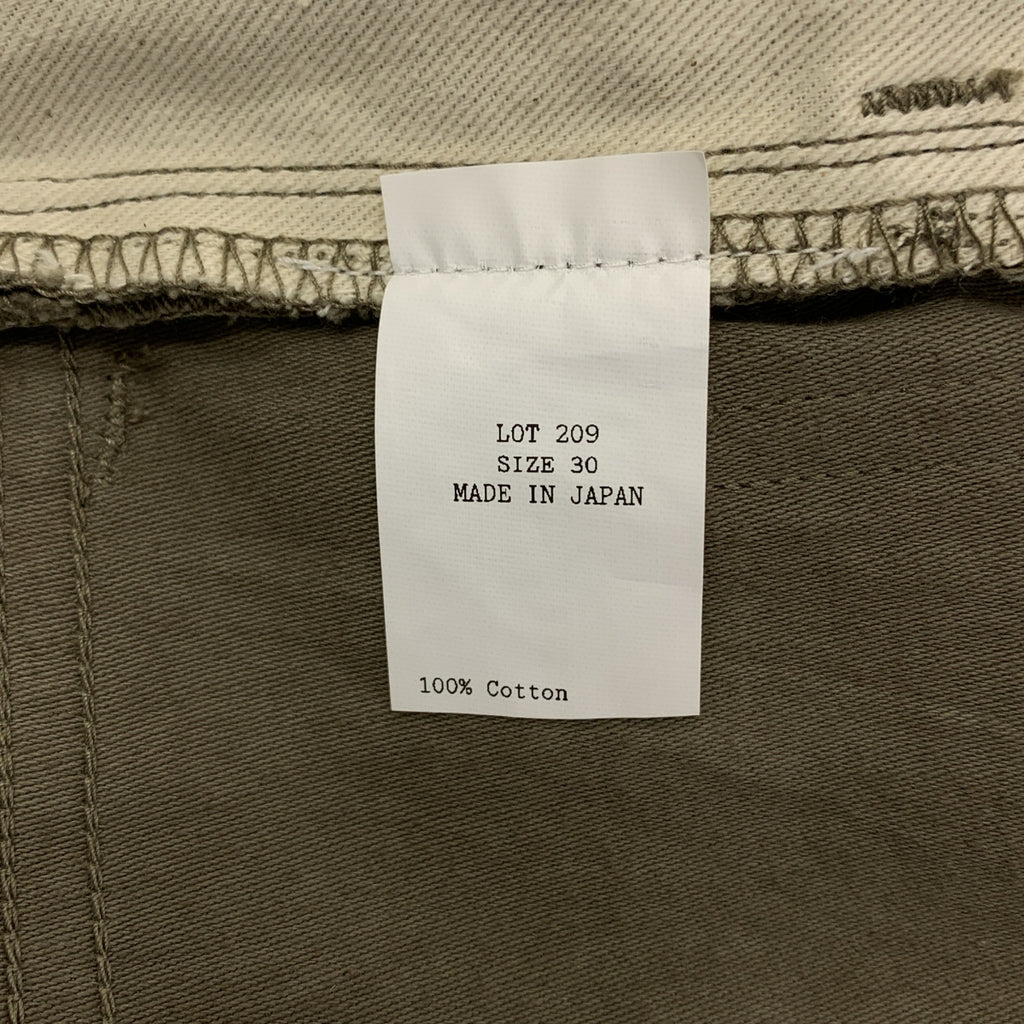 LOT 209
SIZE 30
MADE IN JAPAN
100% Cotton